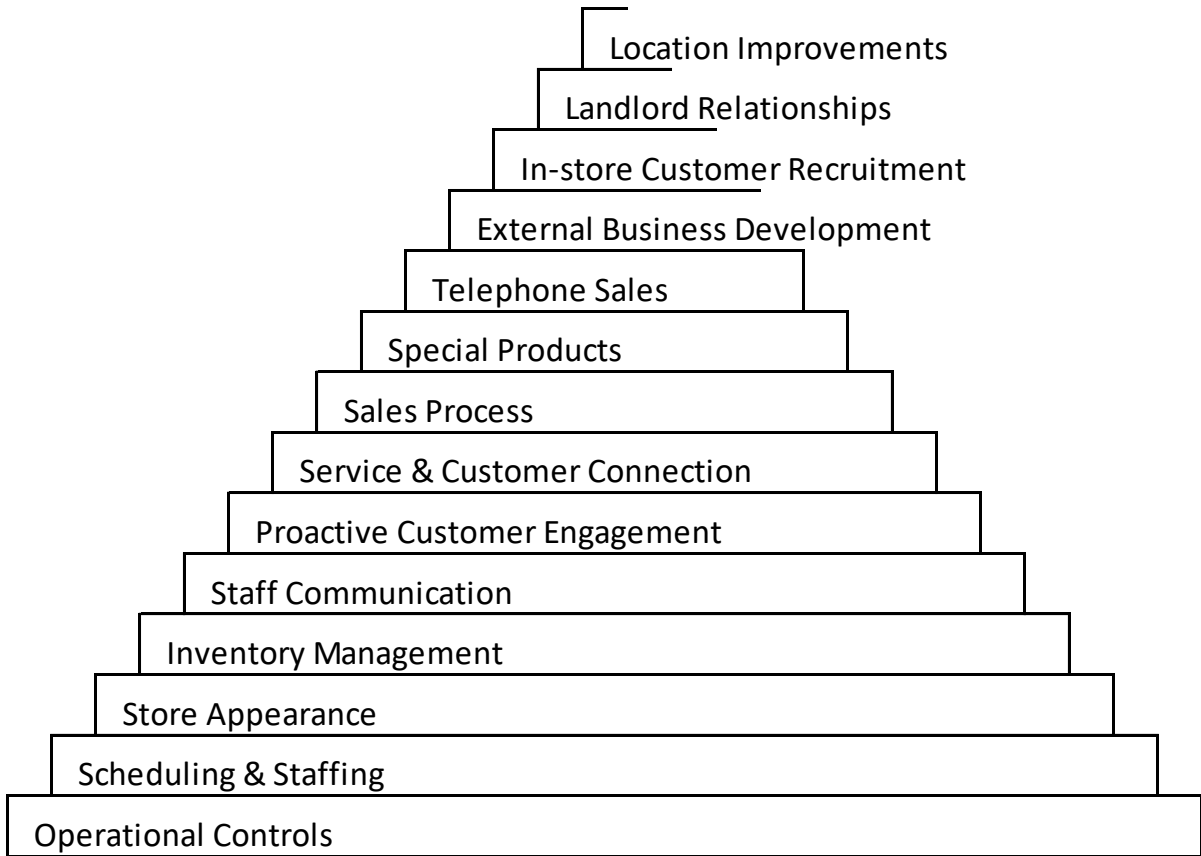 Location Improvements
Landlord Relationships
In-store Customer Recruitment
External Business Development
Telephone Sales
Special Products
Sales Process
Service & Customer Connection
Proactive Customer Engagement
Staff Communication
Inventory Management
Store Appearance
Scheduling & Staffing
Operational Controls